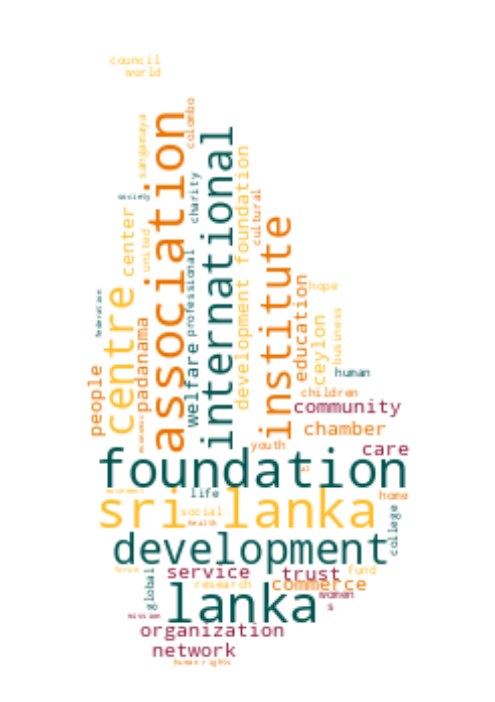 council
world
colombo
sangamaya
association
international
society
charity
development foundation
cultural
center
united
institute
professional
federation
centre
padanama
welfare
education
hope
ceylon
business
people
human
children
community
chamber
youth
care
foundation
life
home
sri lanka
social
health
college
development
service
trust
fund
global
research
commerce
women
lanka
s
mission
organization
network
human rights